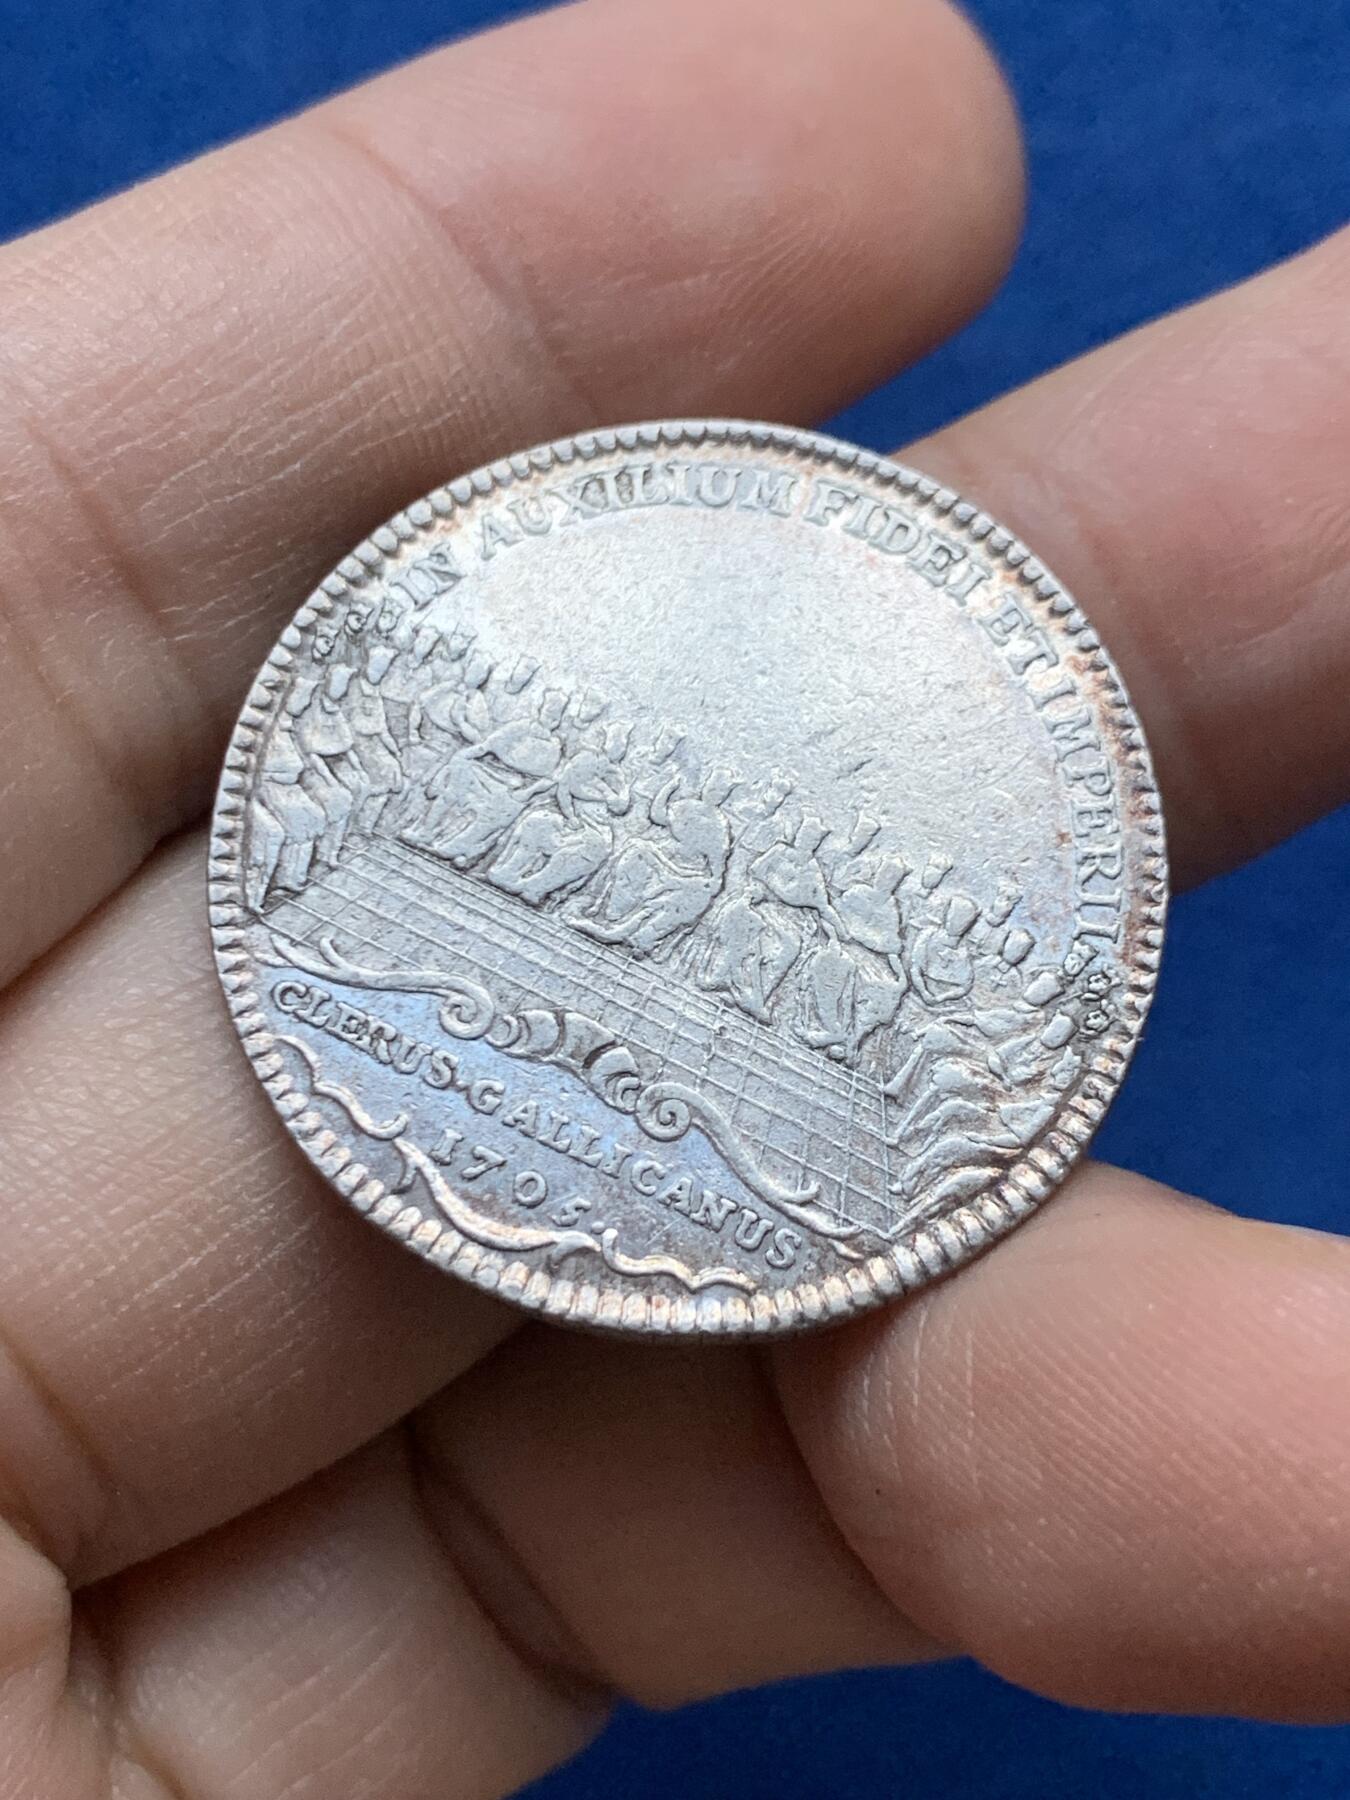 IN AUXILIUM FIDEI ET IMPERII
CLERUS·GALLICANUS
1705.